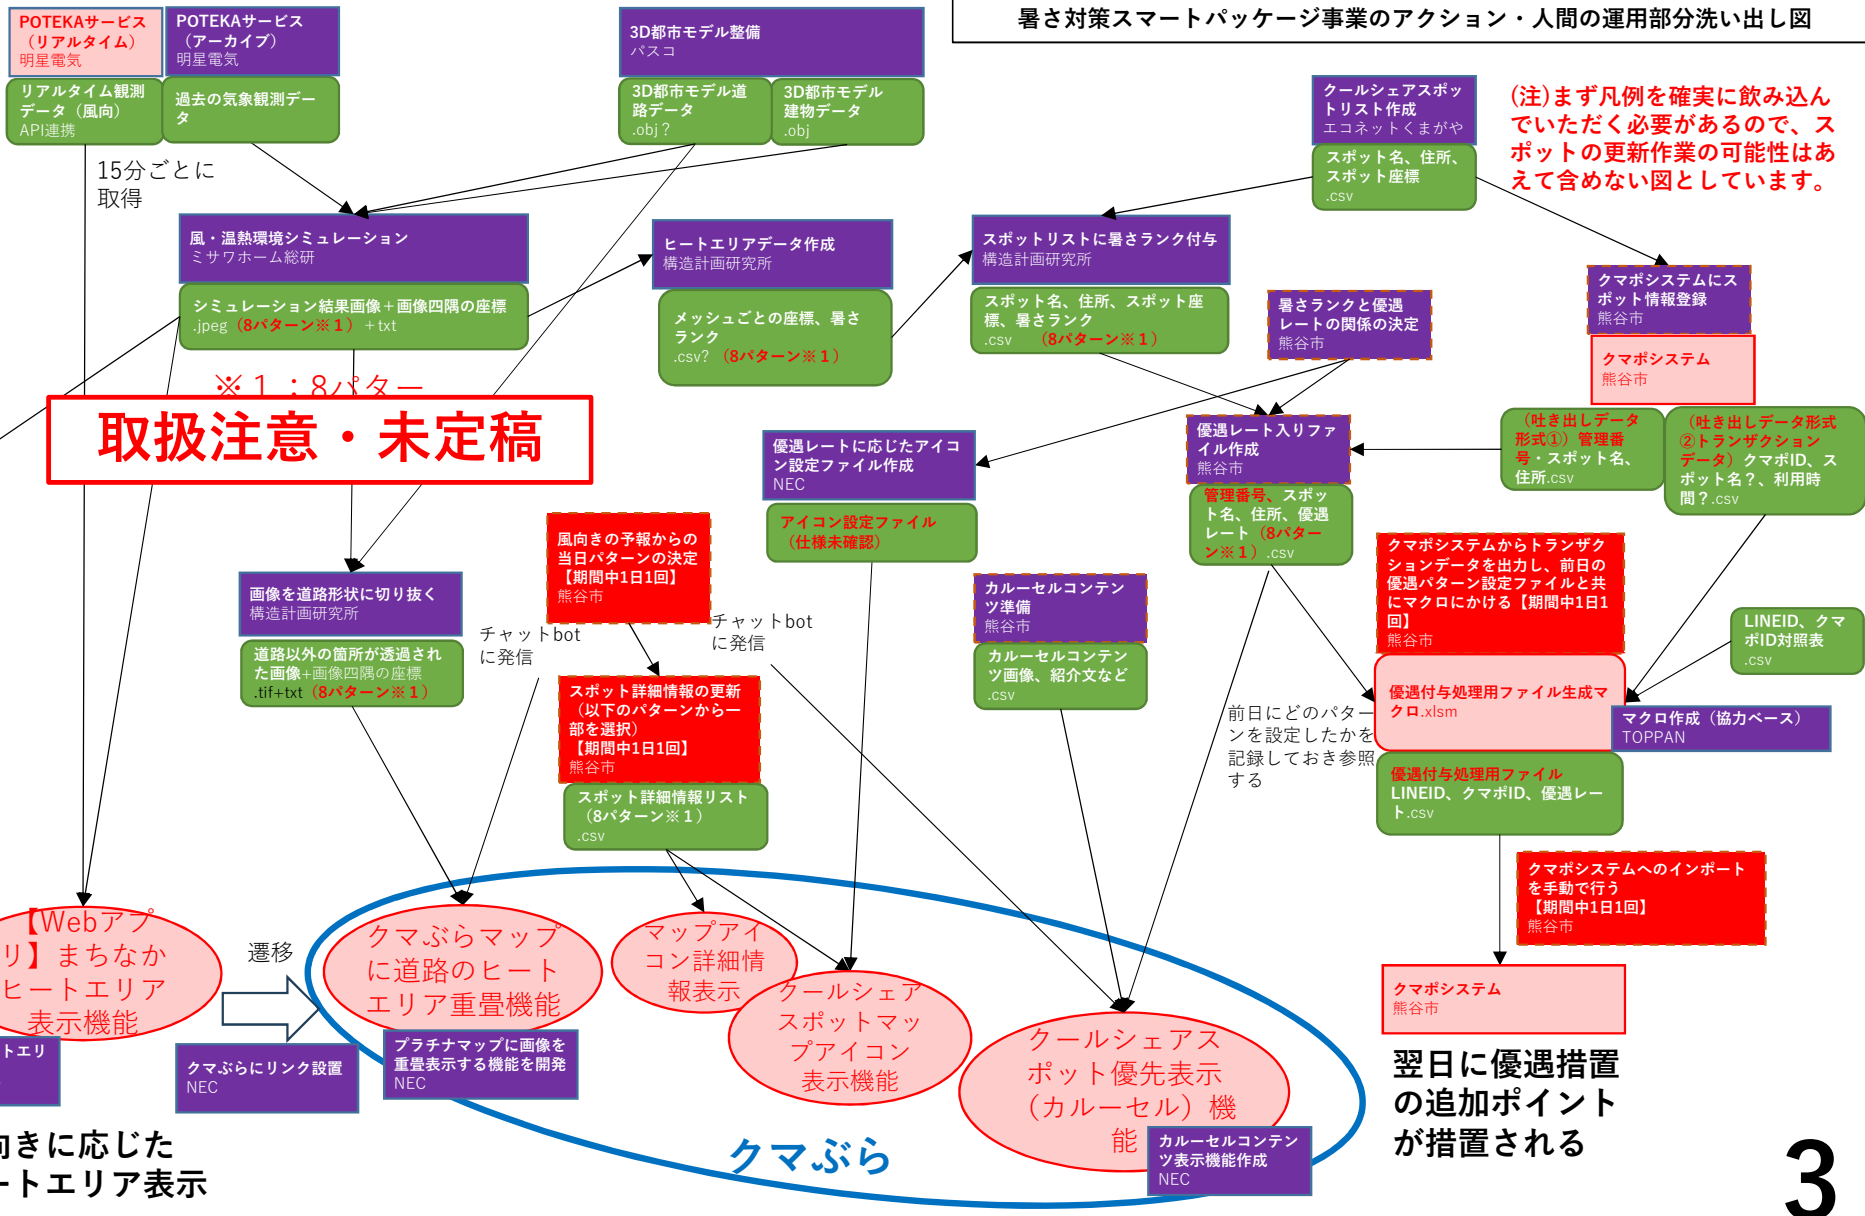 暑さ対策スマートパッケージ事業のアクション・人間の運用部分洗い出し図
POTEKAサービス
（リアルタイム）
明星電気
リアルタイム観測
データ（風向）
API連携
POTEKAサービス
（アーカイブ）
明星電気
過去の気象観測デー
タ
3D都市モデル整備
パスコ
3D都市モデル道
路データ
.obj？
3D都市モデル
建物データ
.obj
クールシェアスポッ
トリスト作成
エコネットくまがや
スポット名、住所、
スポット座標
.csv
(注)まず凡例を確実に飲み込ん
でいただく必要があるので、ス
ポットの更新作業の可能性はあ
えて含めない図としています。
15分ごとに
取得
風・温熱環境シミュレーション
ミサワホーム総研
シミュレーション結果画像＋画像四隅の座標
.jpeg（8パターン※１）＋txt
ヒートエリアデータ作成
構造計画研究所
メッシュごとの座標、暑さ
ランク
.csv?（8パターン※１）
スポットリストに暑さランク付与
構造計画研究所
スポット名、住所、スポット座
標、暑さランク
.csv　（8パターン※１）
暑さランクと優遇
レートの関係の決定
熊谷市
クマポシステムにス
ポット情報登録
熊谷市
クマポシステム
熊谷市
（吐き出しデータ
形式①）管理番
号・スポット名、
住所.csv
（吐き出しデータ形式
②トランザクション
データ）クマポID、ス
ポット名？、利用時
間？.csv
※１：8パター
取扱注意・未定稿
優遇レートに応じたアイコ
ン設定ファイル作成
NEC
アイコン設定ファイル
（仕様未確認）
優遇レート入りファ
イル作成
熊谷市
管理番号、スポッ
ト名、住所、優遇
レート（8パター
ン※１）.csv
風向きの予報からの
当日パターンの決定
【期間中1日1回】
熊谷市
画像を道路形状に切り抜く
構造計画研究所
道路以外の箇所が透過され
た画像+画像四隅の座標
.tif+txt（8パターン※１）
チャットbot
に発信
チャットbot
に発信
スポット詳細情報の更新
（以下のパターンから一
部を選択）
【期間中1日1回】
熊谷市
スポット詳細情報リスト
（8パターン※１）
.csv
カルーセルコンテン
ツ準備
熊谷市
カルーセルコンテン
ツ画像、紹介文など
.csv
クマポシステムからトランザク
ションデータを出力し、前日の
優遇パターン設定ファイルと共
にマクロにかける【期間中1日1
回】
熊谷市
LINEID、クマ
ポID対照表
.csv
優遇付与処理用ファイル生成マ
クロ.xlsm
マクロ作成（協力ベース）
TOPPAN
前日にどのパター
ンを設定したかを
記録しておき参照
する
優遇付与処理用ファイル
LINEID、クマポID、優遇レー
ト.csv
クマポシステムへのインポート
を手動で行う
【期間中1日1回】
熊谷市
クマポシステム
熊谷市
翌日に優遇措置
の追加ポイント
が措置される
【Webアプ
リ】まちなか
ヒートエリア
表示機能
トエリ
遷移
クマぶらにリンク設置
NEC
クマぶらマップ
に道路のヒート
エリア重畳機能
プラチナマップに画像を
重畳表示する機能を開発
NEC
マップアイ
コン詳細情
報表示
クールシェア
スポットマッ
プアイコン
表示機能
クールシェアス
ポット優先表示
（カルーセル）機
能
カルーセルコンテン
ツ表示機能作成
NEC
クマぶら
向きに応じた
ートエリア表示
3